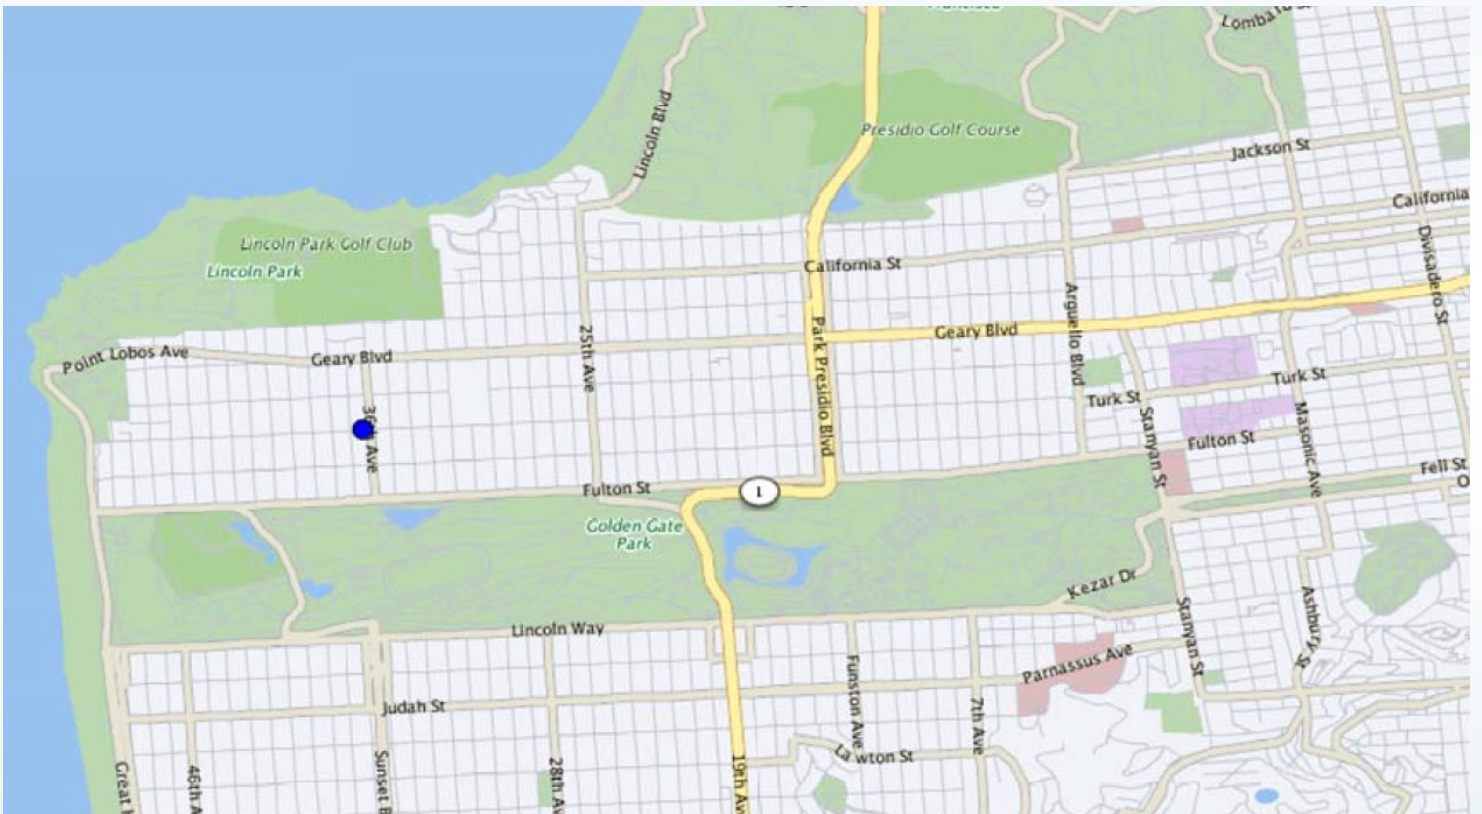 Lincoln Blvd
Presidio Golf Course
Jackson St
Lincoln Park Golf Club
Lincoln Park
California St
California
Divisadero St
Park Presidio Blvd
Arguello Blvd
Geary Blvd
25th Ave
Point Lobos Ave
Geary Blvd
Turk St
Turk St
Stanyan St
Masonic Ave
Fulton St
Fell St
Fulton St
1
Golden Gate
Park
Kezar Dr
Ashbury St
Stanyan St
Lincoln Way
Parnassus Ave
Funston Ave
Judah St
7th Ave
Lawton St
Sunset B
46th A
28th Av
19th Av
Great